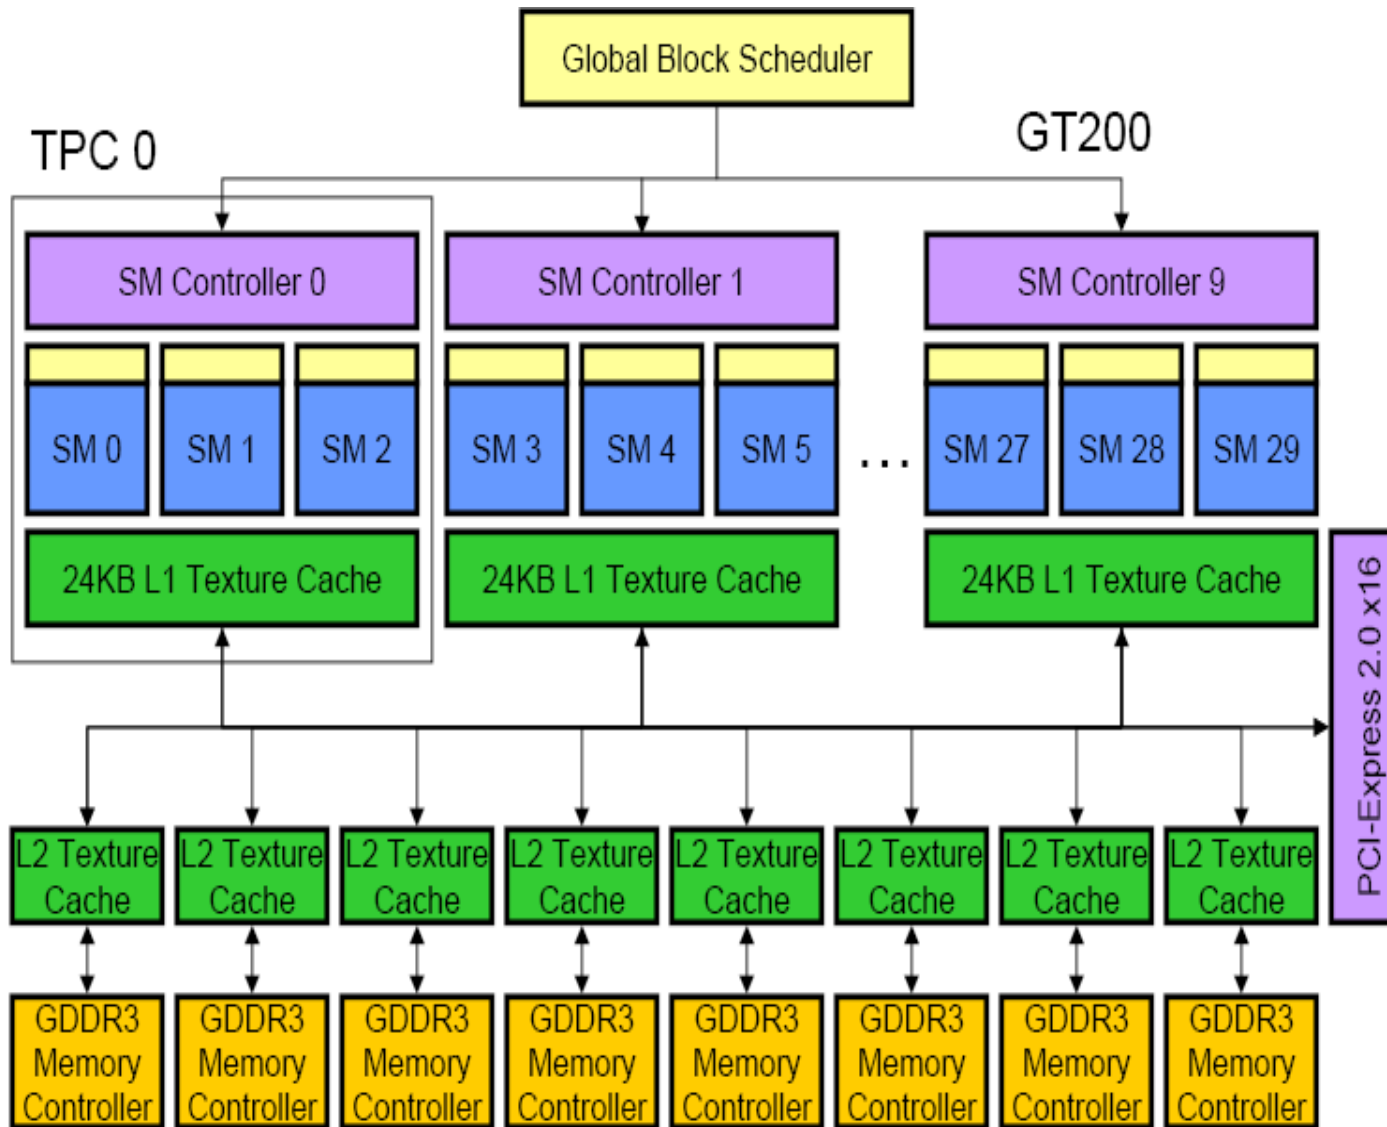 Global Block Scheduler
TPC 0
GT200
SM Controller 0
SM Controller 1
SM Controller 9
SM 0
SM 1
SM 2
SM 3
SM 4
SM 5
...
SM 27
SM 28
SM 29
24KB L1 Texture Cache
24KB L1 Texture Cache
24KB L1 Texture Cache
PCI-Express 2.0 x16
L2 Texture
Cache
L2 Texture
Cache
L2 Texture
Cache
L2 Texture
Cache
L2 Texture
Cache
L2 Texture
Cache
L2 Texture
Cache
L2 Texture
Cache
GDDR3
Memory
Controller
GDDR3
Memory
Controller
GDDR3
Memory
Controller
GDDR3
Memory
Controller
GDDR3
Memory
Controller
GDDR3
Memory
Controller
GDDR3
Memory
Controller
GDDR3
Memory
Controller